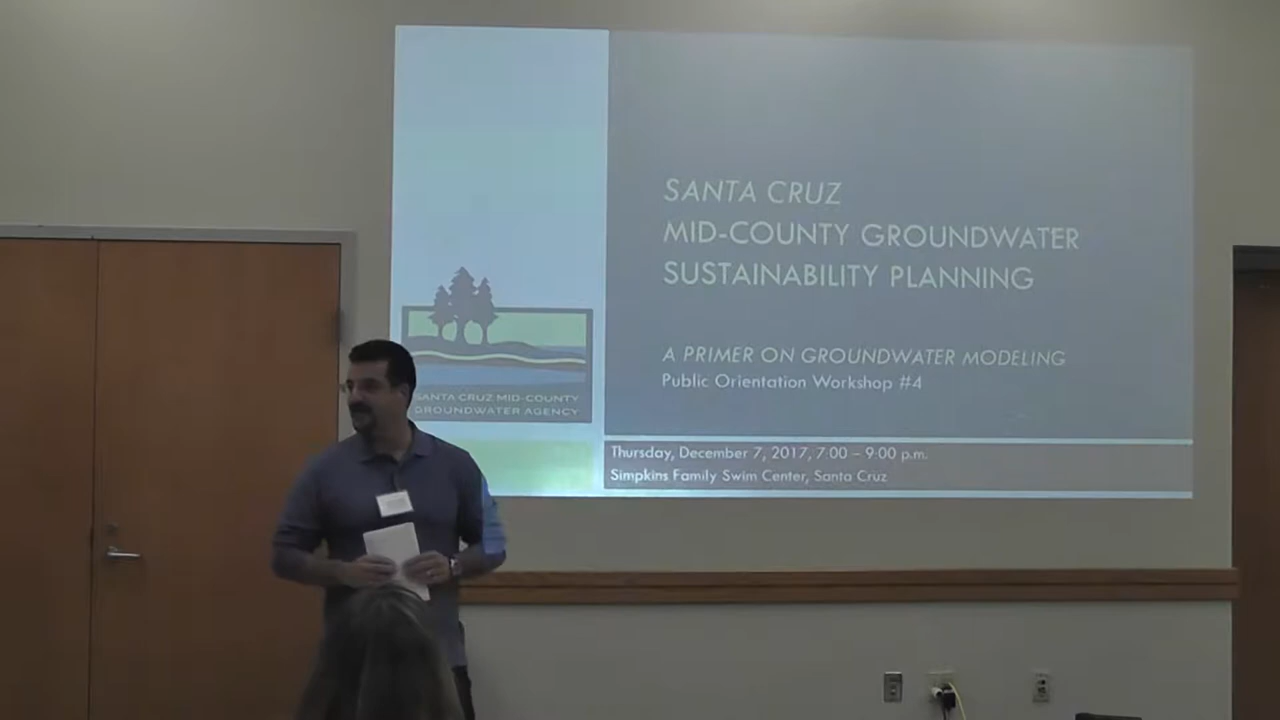 SANTA CRUZ
MID-COUNTY GROUNDWATER
SUSTAINABILITY PLANNING
A PRIMER ON GROUNDWATER MODELING
Public Orientation Workshop #4
SANTA CRUZ MID-COUNTY
GROUNDWATER AGENCY
Thursday, December 7, 2017, 7:00 – 9:00 p.m.
Simpkins Family Swim Center, Santa Cruz